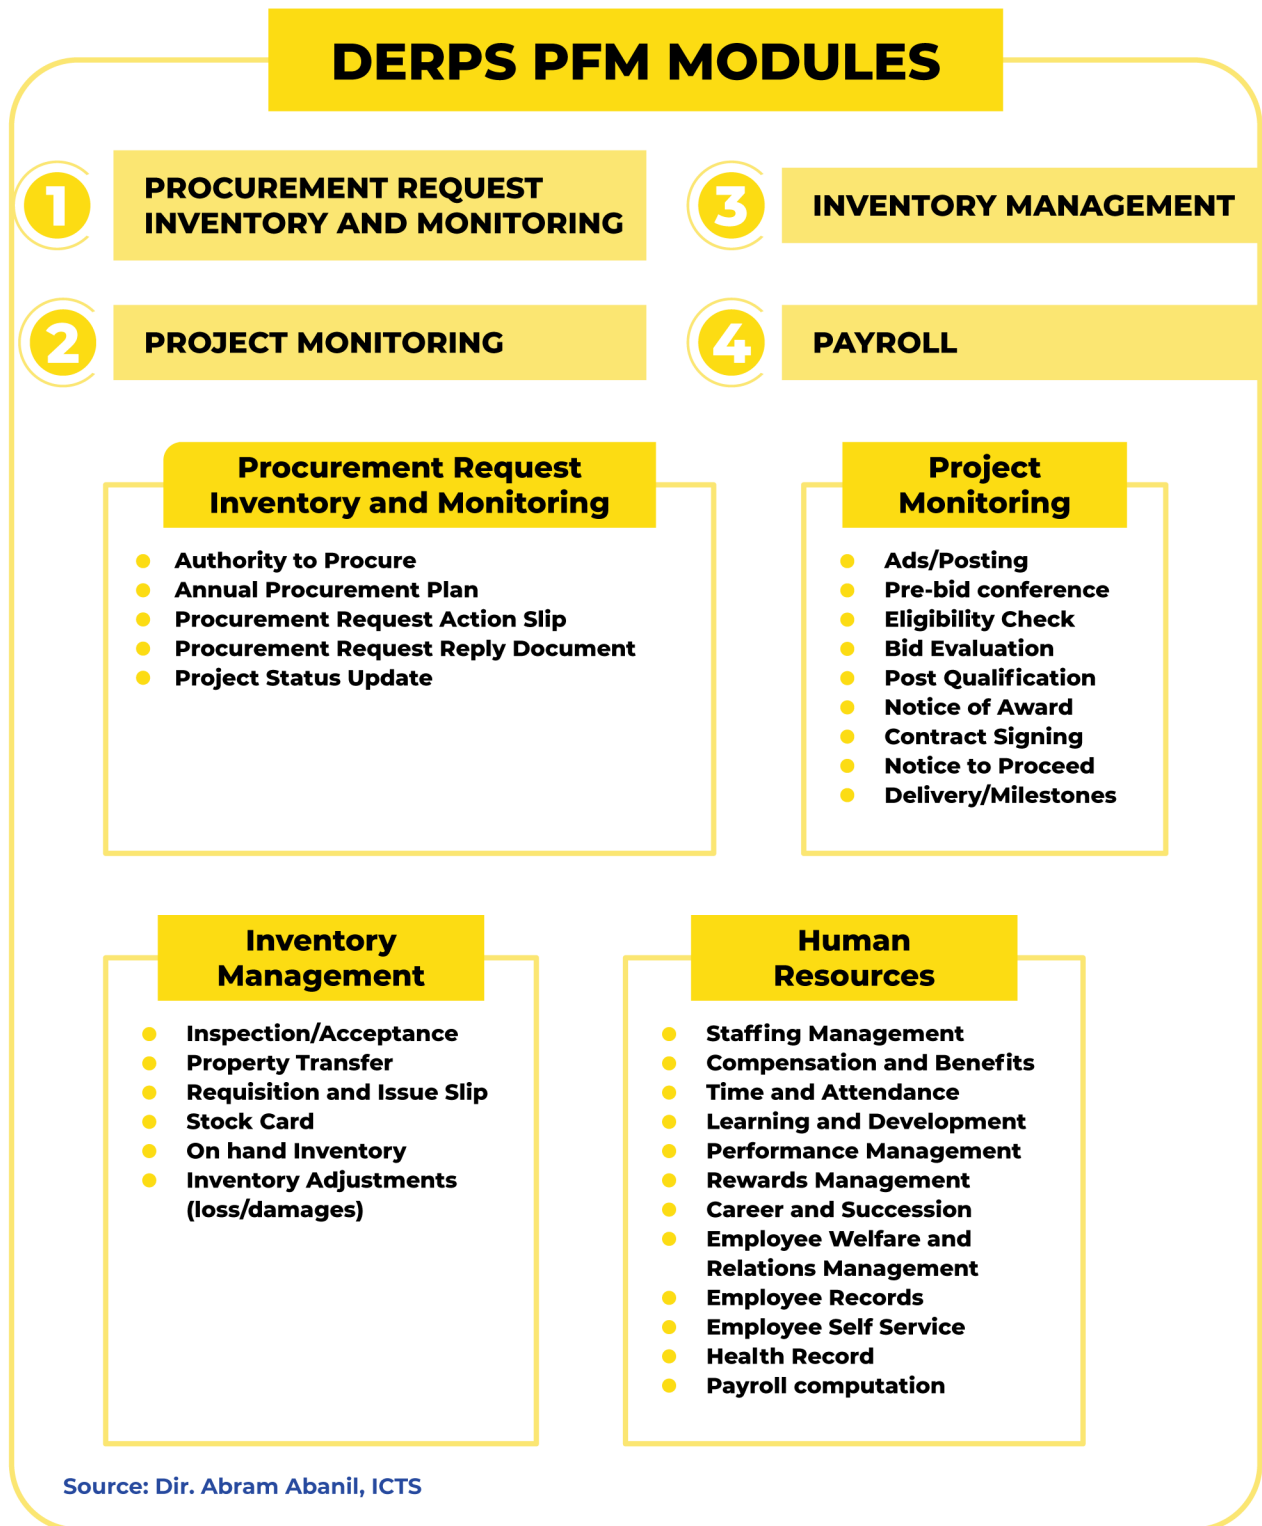 DERPS PFM MODULES
1
PROCUREMENT REQUEST
INVENTORY AND MONITORING
2
PROJECT MONITORING
3
INVENTORY MANAGEMENT
4
PAYROLL
Procurement Request
Inventory and Monitoring
Authority to Procure
Annual Procurement Plan
Procurement Request Action Slip
Procurement Request Reply Document
Project Status Update
Project
Monitoring
Ads/Posting
Pre-bid conference
Eligibility Check
Bid Evaluation
Post Qualification
Notice of Award
Contract Signing
Notice to Proceed
Delivery/Milestones
Inventory
Management
Inspection/Acceptance
Property Transfer
Requisition and Issue Slip
Stock Card
On hand Inventory
Inventory Adjustments
(loss/damages)
Human
Resources
Staffing Management
Compensation and Benefits
Time and Attendance
Learning and Development
Performance Management
Rewards Management
Career and Succession
Employee Welfare and
Relations Management
Employee Records
Employee Self Service
Health Record
Payroll computation
Source: Dir. Abram Abanil, ICTS